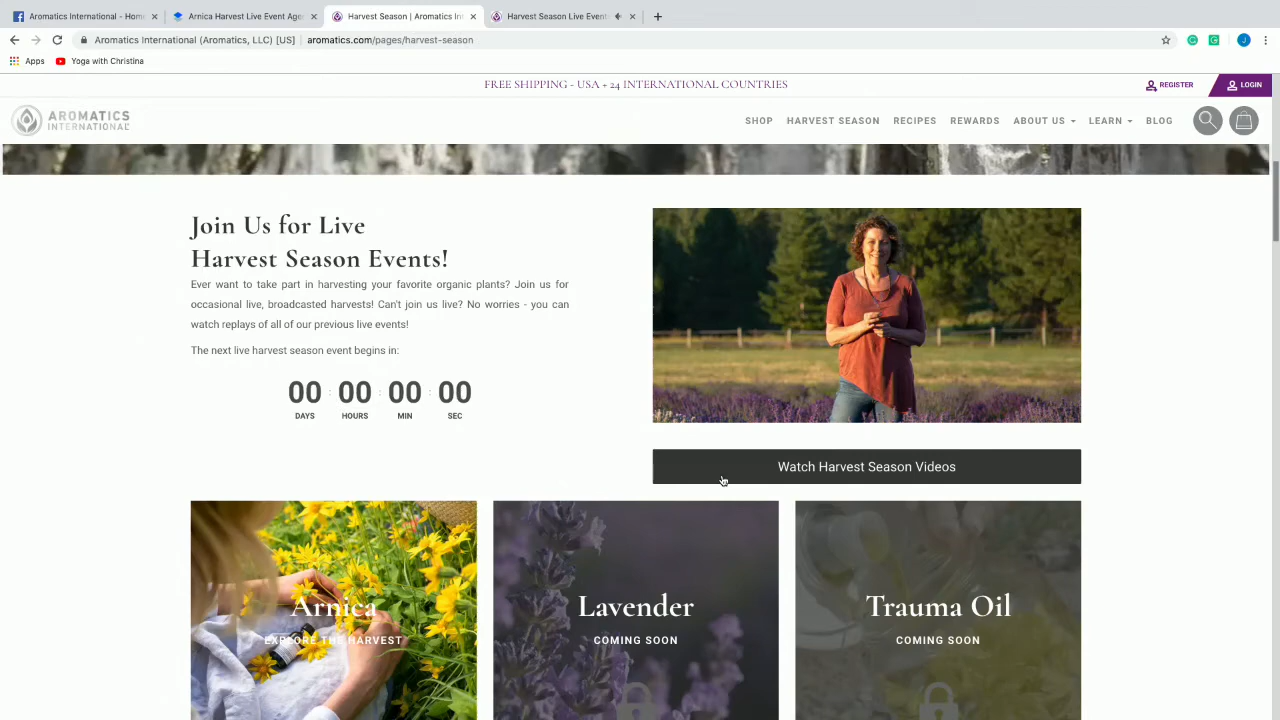 Aromatics International - Hom
Arnica Harvest Live Event Age
Harvest Season | Aromatics In
Harvest Season Live Event
Aromatics International (Aromatics, LLC) [US] | aromatics.com/pages/harvest-season
Apps Yoga with Christina
FREE SHIPPING - USA + 24 INTERNATIONAL COUNTRIES
REGISTER LOGIN
AROMATICS
INTERNATIONAL
SHOP HARVEST SEASON RECIPES REWARDS ABOUT US LEARN BLOG
Join Us for Live
Harvest Season Events!
Ever want to take part in harvesting your favorite organic plants? Join us for
occasional live, broadcasted harvests! Can't join us live? No worries - you can
watch replays of all of our previous live events!
The next live harvest season event begins in:
00 : 00 : 00 : 00
DAYS HOURS MIN SEC
Watch Harvest Season Videos
Arnica
EXPLORE THE HARVEST
Lavender
COMING SOON
Trauma Oil
COMING SOON